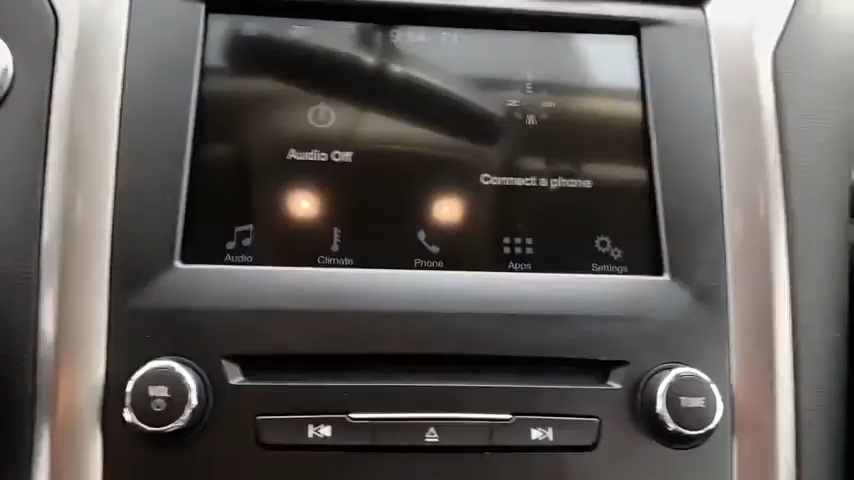 Audio Off
Connect a phone
Audio
Climate
Phone
Apps
Settings
VOL
TUNE